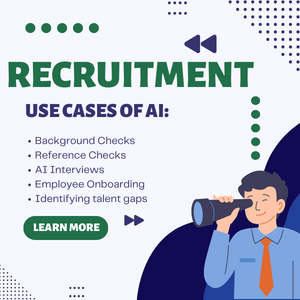 RECRUITMENT
USE CASES OF AI:
• Background Checks
• Reference Checks
• AI Interviews
• Employee Onboarding
• Identifying talent gaps
LEARN MORE